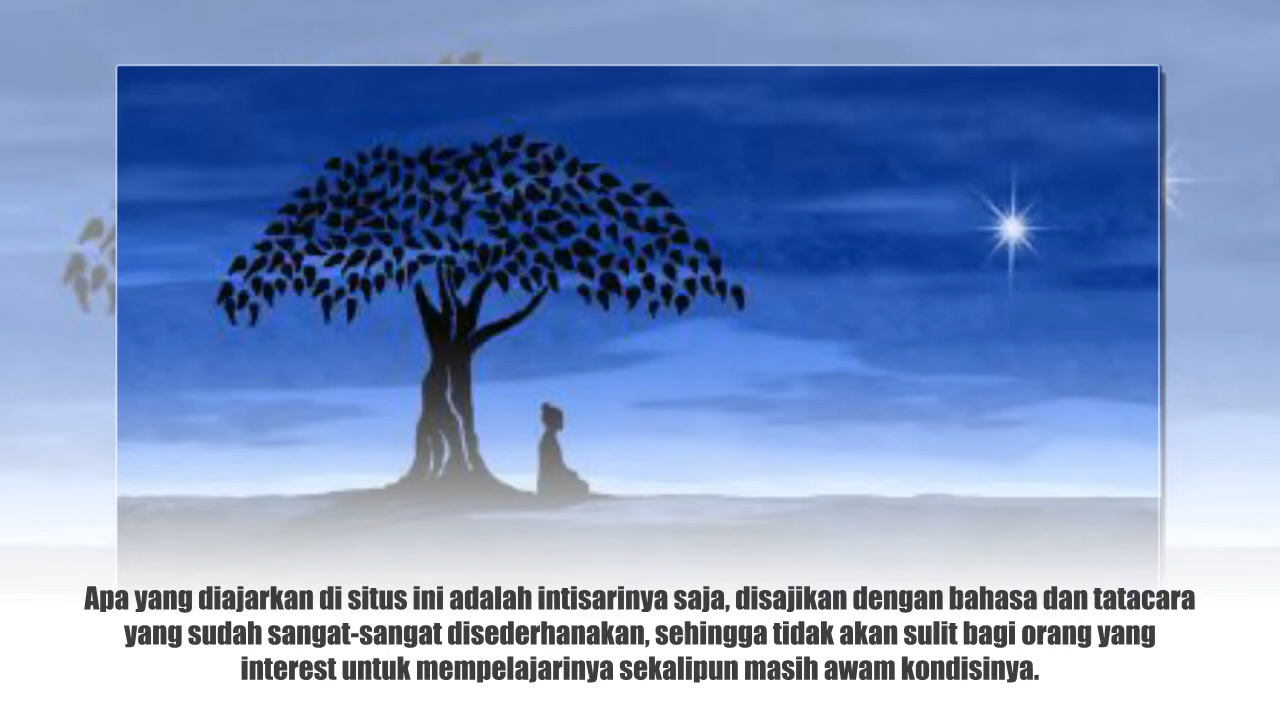 Apa yang diajarkan di situs ini adalah intisarinya saja, disajikan dengan bahasa dan tatacara
yang sudah sangat-sangat disederhanakan, sehingga tidak akan sulit bagi orang yang
interest untuk mempelajarinya sekalipun masih awam kondisinya.